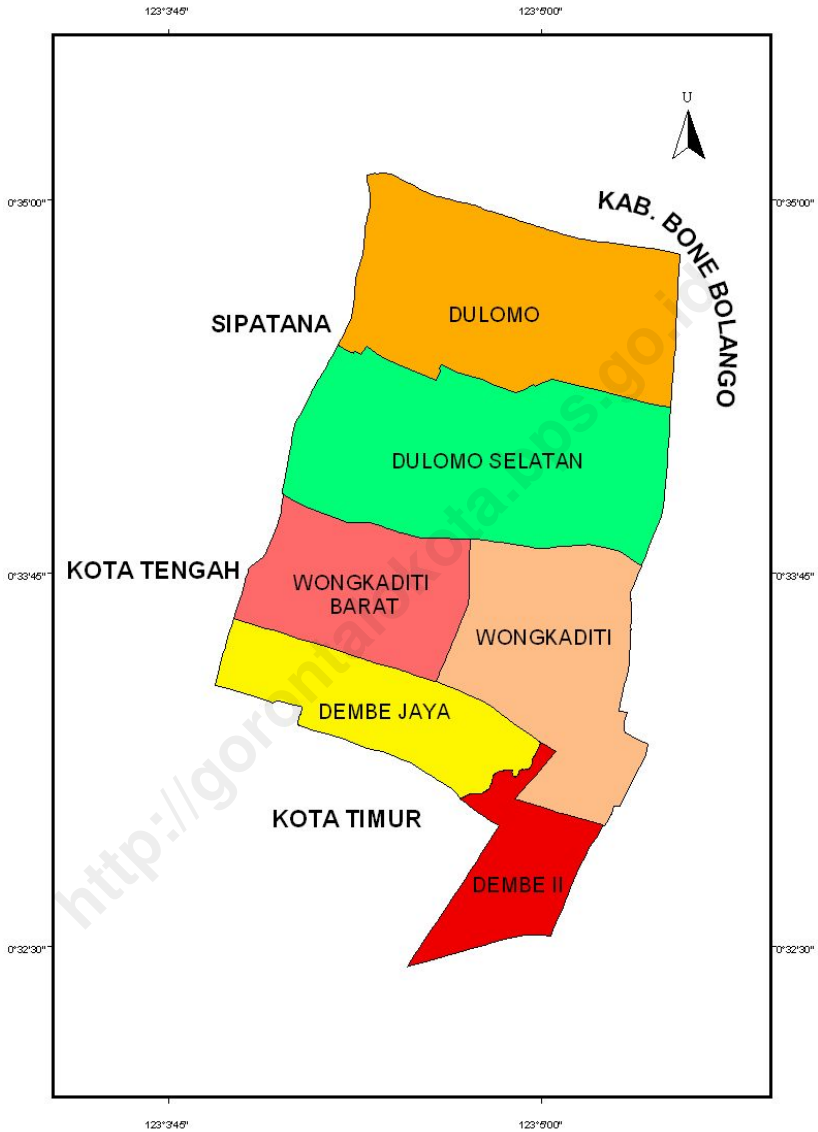 123°3'45"
123°5'00"
U
0°35'00"
0°35'00"
KAB. BONE BOLANGO
DULOMO
SIPATANA
DULOMO SELATAN
KOTA TENGAH
0°33'45"
0°33'45"
WONGKADITI
BARAT
WONGKADITI
DEMBE JAYA
KOTA TIMUR
DEMBE II
0°32'30"
0°32'30"
123°3'45"
123°5'00"
http://gorontalokota.bps.go.id